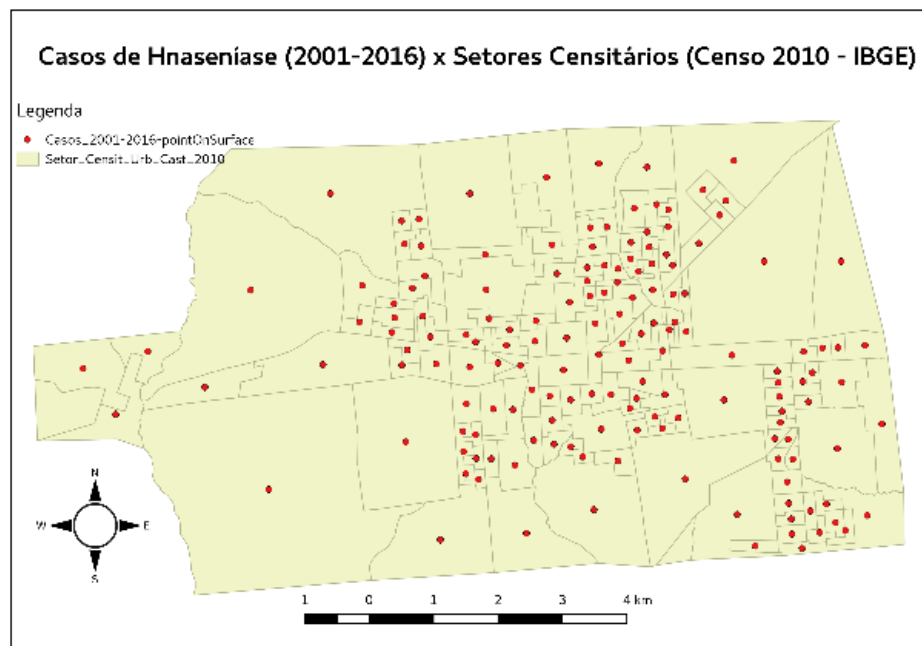 Casos de Hnaseníase (2001-2016) x Setores Censitários (Censo 2010 - IBGE)
Legenda
Casos_2001-2016-pointOnSurface
Setor_Censit_Urb_Cast_2010
N
W E
S
1 0 1 2 3 4 km